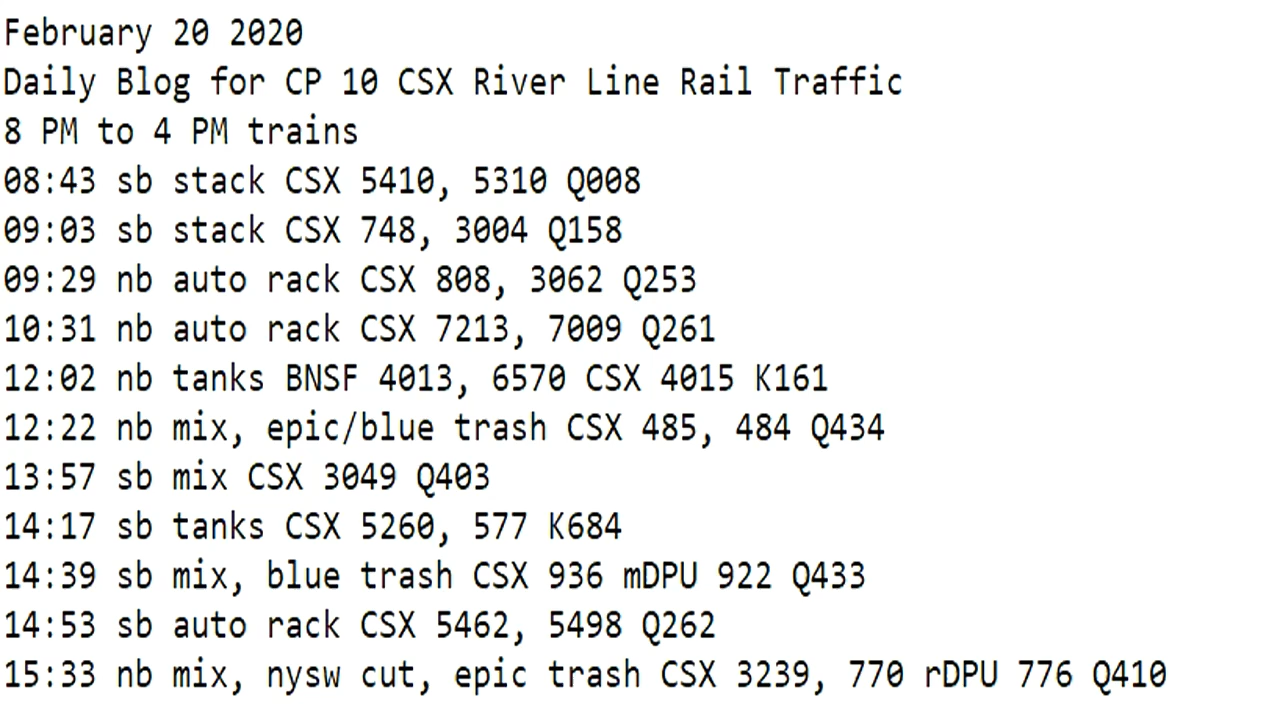 February 20 2020
Daily Blog for CP 10 CSX River Line Rail Traffic
8 PM to 4 PM trains
08:43 sb stack CSX 5410, 5310 Q008
09:03 sb stack CSX 748, 3004 Q158
09:29 nb auto rack CSX 808, 3062 Q253
10:31 nb auto rack CSX 7213, 7009 Q261
12:02 nb tanks BNSF 4013, 6570 CSX 4015 K161
12:22 nb mix, epic/blue trash CSX 485, 484 Q434
13:57 sb mix CSX 3049 Q403
14:17 sb tanks CSX 5260, 577 K684
14:39 sb mix, blue trash CSX 936 mDPU 922 Q433
14:53 sb auto rack CSX 5462, 5498 Q262
15:33 nb mix, nysw cut, epic trash CSX 3239, 770 rDPU 776 Q410